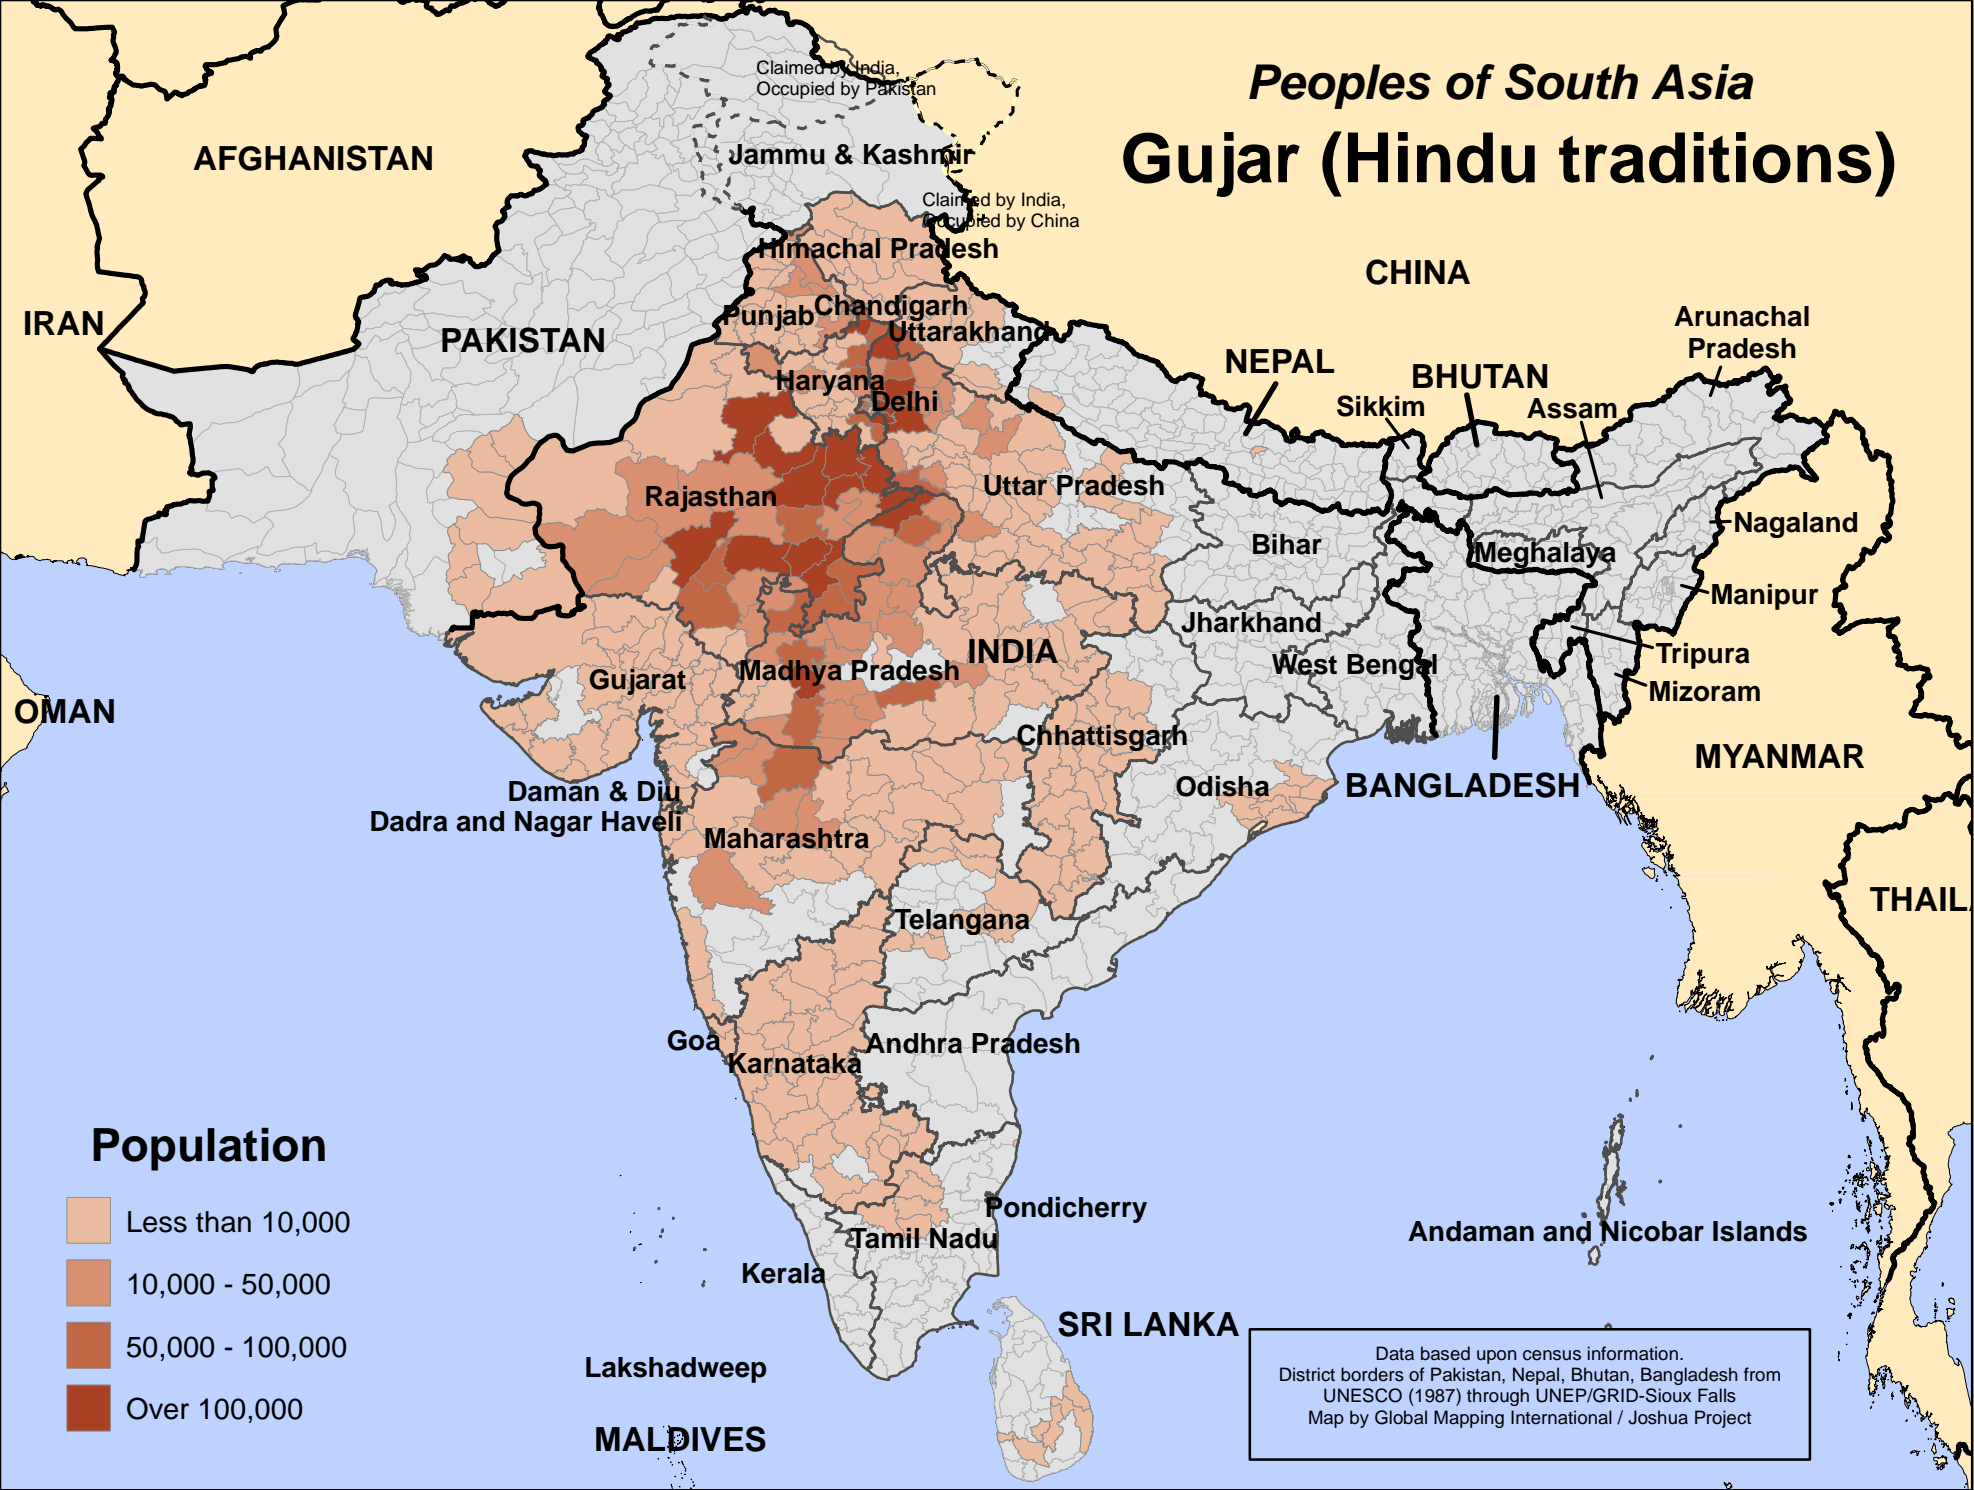 Peoples of South Asia
Gujar (Hindu traditions)
Claimed by India,
Occupied by Pakistan
AFGHANISTAN
Jammu & Kashmir
Claimed by India,
Occupied by China
Himachal Pradesh
CHINA
IRAN
PAKISTAN
Punjab
Chandigarh
Uttarakhand
Arunachal
Pradesh
NEPAL
BHUTAN
Haryana
Delhi
Sikkim
Assam
Rajasthan
Uttar Pradesh
Nagaland
Bihar
Meghalaya
Manipur
Jharkhand
INDIA
Tripura
West Bengal
Madhya Pradesh
Gujarat
Mizoram
OMAN
Chhattisgarh
MYANMAR
Odisha
BANGLADESH
Daman & Diu
Dadra and Nagar Haveli
Maharashtra
THAIL
Telangana
Goa
Andhra Pradesh
Karnataka
Population
Less than 10,000
10,000 - 50,000
50,000 - 100,000
Over 100,000
Pondicherry
Tamil Nadu
Andaman and Nicobar Islands
Kerala
SRI LANKA
Lakshadweep
MALDIVES
Data based upon census information.
District borders of Pakistan, Nepal, Bhutan, Bangladesh from
UNESCO (1987) through UNEP/GRID-Sioux Falls
Map by Global Mapping International / Joshua Project